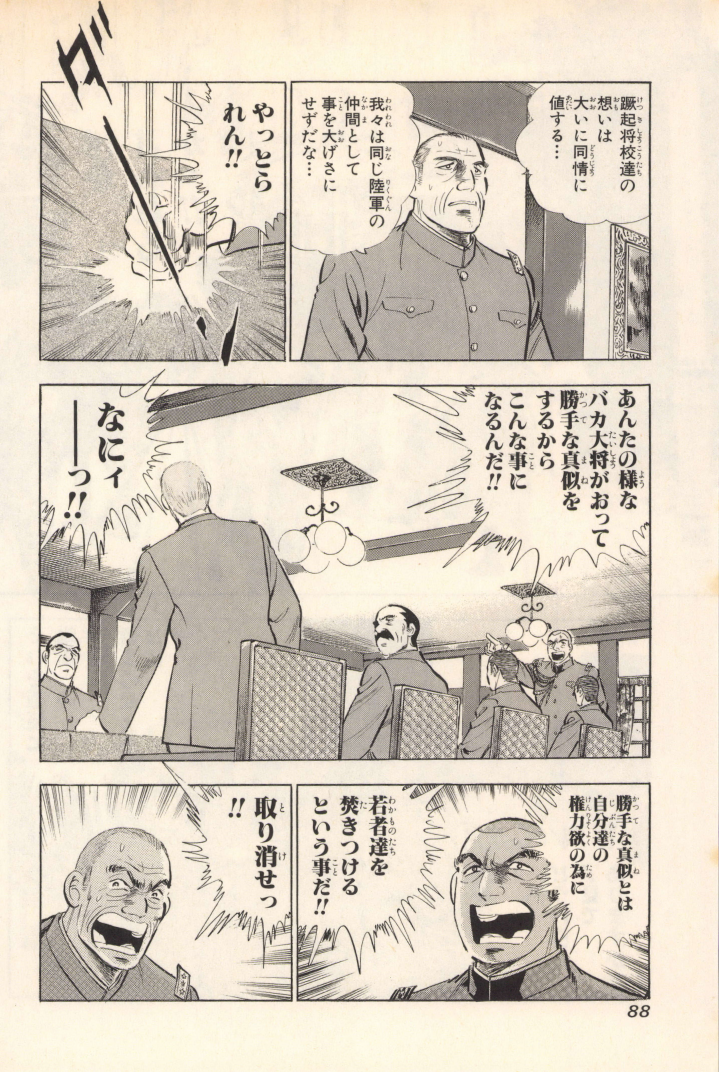 蹶起将校達の
想いは
大いに同情に
値する…
我々は同じ陸軍の
仲間として
事を大げさに
せずだな…
ダッ
やっとら
れん!!
あんたの様な
バカ大将がおって
勝手な真似を
するから
こんな事に
なるんだ!!
なにィ
――っ!!
勝手な真似とは
自分達の
権力欲の為に
若者達を
焚きつける
という事だ!!
取り消せっ
!!
88